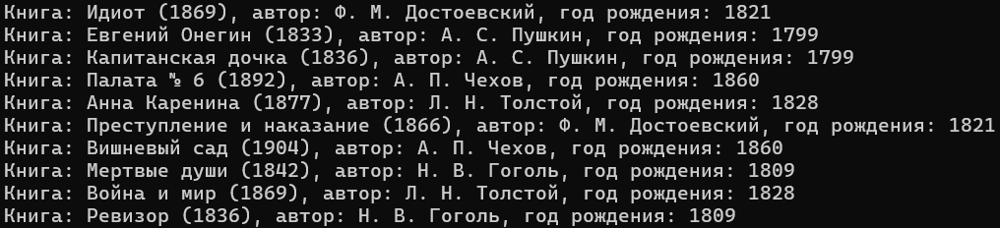 Книга: Идиот (1869), автор: Ф. М. Достоевский, год рождения: 1821
Книга: Евгений Онегин (1833), автор: А. С. Пушкин, год рождения: 1799
Книга: Капитанская дочка (1836), автор: А. С. Пушкин, год рождения: 1799
Книга: Палата № 6 (1892), автор: А. П. Чехов, год рождения: 1860
Книга: Анна Каренина (1877), автор: Л. Н. Толстой, год рождения: 1828
Книга: Преступление и наказание (1866), автор: Ф. М. Достоевский, год рождения: 1821
Книга: Вишневый сад (1904), автор: А. П. Чехов, год рождения: 1860
Книга: Мертвые души (1842), автор: Н. В. Гоголь, год рождения: 1809
Книга: Война и мир (1869), автор: Л. Н. Толстой, год рождения: 1828
Книга: Ревизор (1836), автор: Н. В. Гоголь, год рождения: 1809